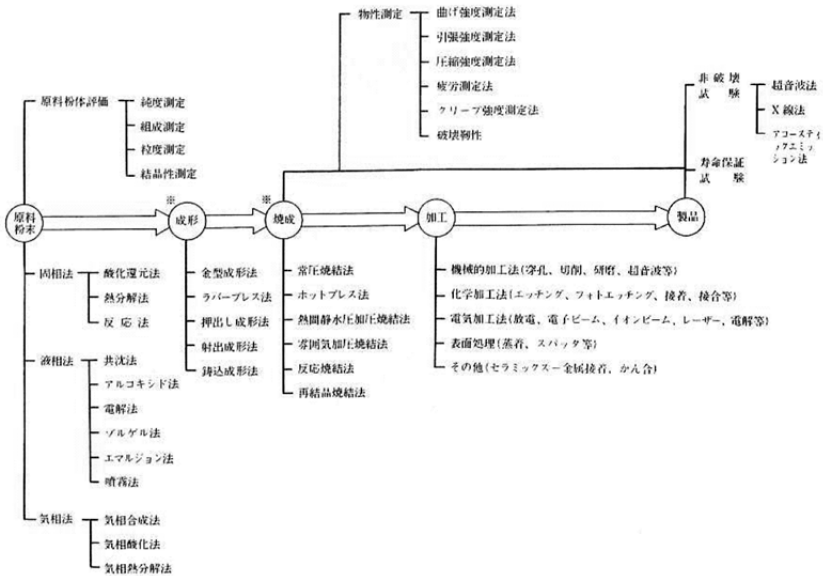 物性測定
曲げ強度測定法
引張強度測定法
圧縮強度測定法
疲労測定法
クリープ強度測定法
破壊靱性
非破壊
試験
超音波法
X線法
アコースティ
ックエミッ
ション法
寿命保証
試験
原料粉体評価
純度測定
組成測定
粒度測定
結晶性測定
原料
粉末
※
成形
※
焼成
加工
製品
固相法
酸化還元法
熱分解法
反応法
液相法
共沈法
アルコキシド法
電解法
ゾルゲル法
エマルジョン法
噴霧法
気相法
気相合成法
気相酸化法
気相熱分解法
金型成形法
ラバープレス法
押出し成形法
射出成形法
鋳込成形法
常圧焼結法
ホットプレス法
熱間静水圧加圧焼結法
雰囲気加圧焼結法
反応焼結法
再結晶焼結法
機械的加工法(穿孔、切削、研磨、超音波等)
化学加工法(エッチング、フォトエッチング、接着、接合等)
電気加工法(放電、電子ビーム、イオンビーム、レーザー、電解等)
表面処理(蒸着、スパッタ等)
その他(セラミックス―金属接着、かん合)